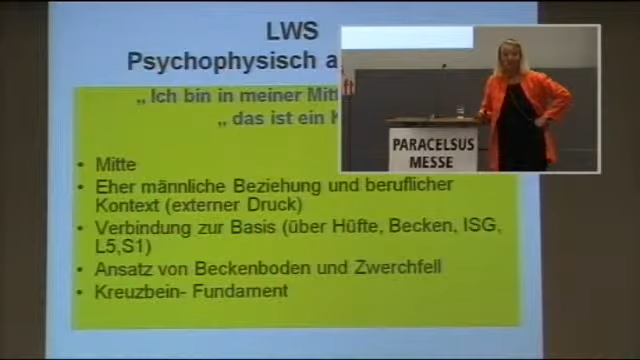 LWS
Psychophysisch a
„Ich bin in meiner Mit
„das ist ein K
• Mitte
• Eher männliche Beziehung und beruflicher
Kontext (externer Druck)
• Verbindung zur Basis (über Hüfte, Becken, ISG,
L5,S1)
• Ansatz von Beckenboden und Zwerchfell
• Kreuzbein- Fundament
PARACELSUS
MESSE